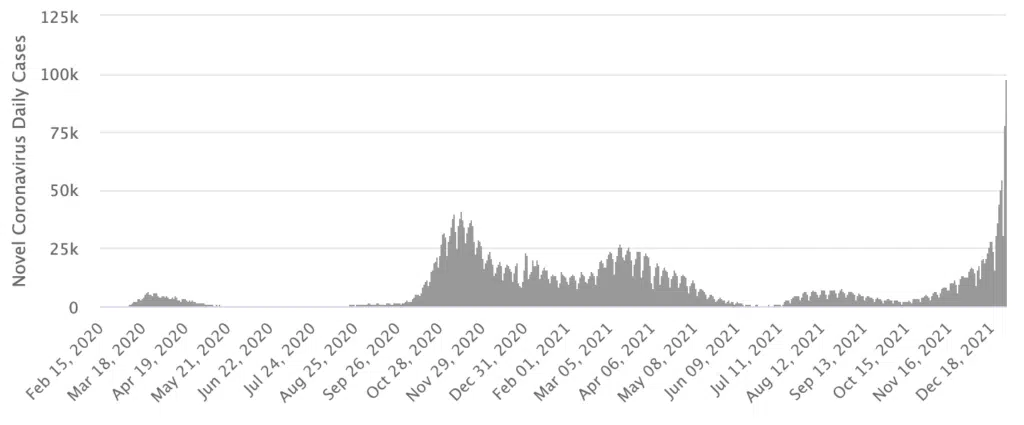 Novel Coronavirus Daily Cases
125k
100k
75k
50k
25k
0
Feb 15, 2020
Mar 18, 2020
Apr 19, 2020
May 21, 2020
Jun 22, 2020
Jul 24, 2020
Aug 25, 2020
Sep 26, 2020
Oct 28, 2020
Nov 29, 2020
Dec 31, 2020
Feb 01, 2021
Mar 05, 2021
Apr 06, 2021
May 08, 2021
Jun 09, 2021
Jul 11, 2021
Aug 12, 2021
Sep 13, 2021
Oct 15, 2021
Nov 16, 2021
Dec 18, 2021